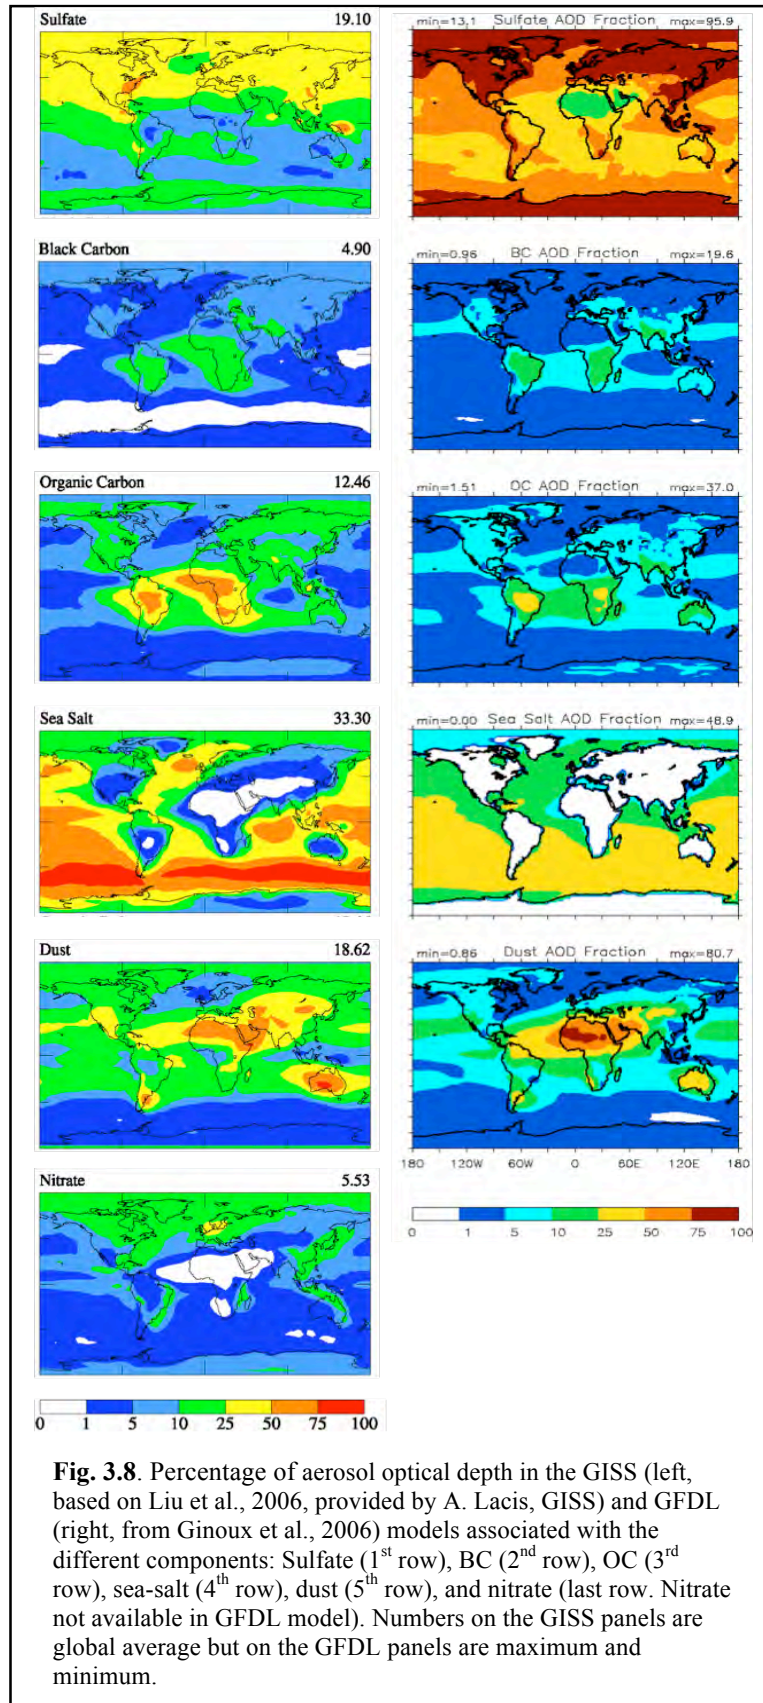 Sulfate 19.10
min=13.1 Sulfate AOD Fraction max=95.9
Black Carbon 4.90
min=0.96 BC AOD Fraction max=19.6
Organic Carbon 12.46
min=1.51 OC AOD Fraction max=37.0
Sea Salt 33.30
min=0.00 Sea Salt AOD Fraction max=48.9
Dust 18.62
min=0.86 Dust AOD Fraction max=80.7
180 120W 60W 0 60E 120E 180
Nitrate 5.53
0 1 5 10 25 50 75 100
0 1 5 10 25 50 75 100
Fig. 3.8. Percentage of aerosol optical depth in the GISS (left,
based on Liu et al., 2006, provided by A. Lacis, GISS) and GFDL
(right, from Ginoux et al., 2006) models associated with the
different components: Sulfate (1st row), BC (2nd row), OC (3rd
row), sea-salt (4th row), dust (5th row), and nitrate (last row. Nitrate
not available in GFDL model). Numbers on the GISS panels are
global average but on the GFDL panels are maximum and
minimum.